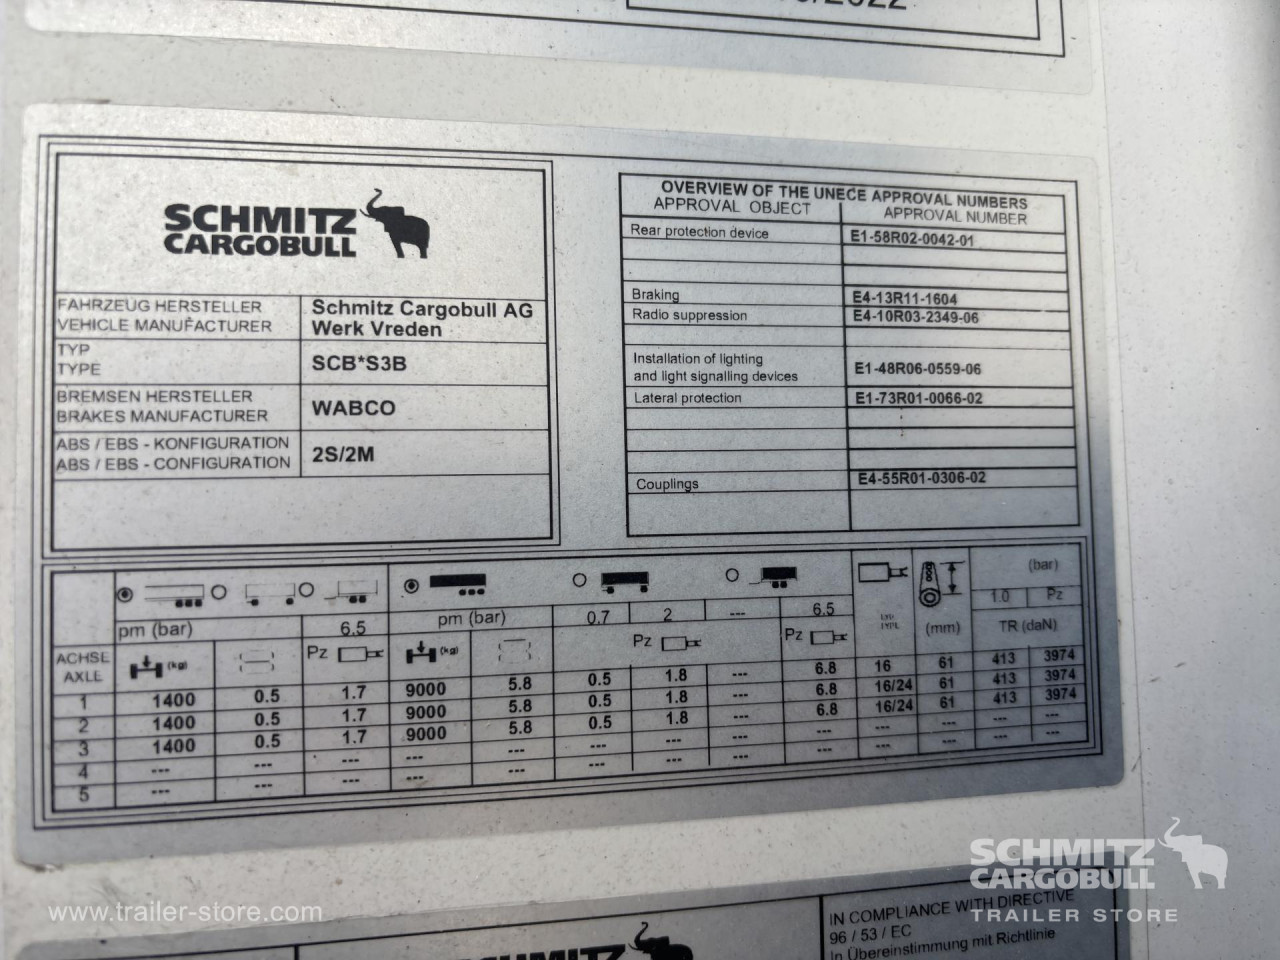 /2022
SCHMITZ
CARGOBULL
FAHRZEUG HERSTELLER
VEHICLE MANUFACTURER
Schmitz Cargobull AG
Werk Vreden
TYP
TYPE
SCB*S3B
BREMSEN HERSTELLER
BRAKES MANUFACTURER
WABCO
ABS / EBS - KONFIGURATION
ABS / EBS - CONFIGURATION
2S/2M
OVERVIEW OF THE UNECE APPROVAL NUMBERS
APPROVAL OBJECT APPROVAL NUMBER
Rear protection device E1-58R02-0042-01
Braking E4-13R11-1604
Radio suppression E4-10R03-2349-06
Installation of lighting
and light signalling devices E1-48R06-0559-06
Lateral protection E1-73R01-0066-02
Couplings E4-55R01-0306-02
(bar)
1.0 Pz
pm (bar) 6.5 pm (bar) 0.7 2 --- 6.5 TYPE (mm) TR (daN)
ACHSE
AXLE
(kg) Pz (kg) Pz Pz
1 1400 0.5 1.7 9000 5.8 0.5 1.8 --- 6.8 16 61 413 3974
2 1400 0.5 1.7 9000 5.8 0.5 1.8 --- 6.8 16/24 61 413 3974
3 1400 0.5 1.7 9000 5.8 0.5 1.8 --- 6.8 16/24 61 413 3974
4 --- --- --- --- --- --- --- --- --- --- --- --- ---
5 --- --- --- --- --- --- --- --- --- --- --- --- ---
SCHMITZ
CARGOBULL
TRAILER STORE
www.trailer-store.com
SCHMITZ
IN COMPLIANCE WITH DIRECTIVE
96 / 53 / EC
In Übereinstimmung mit Richtlinie